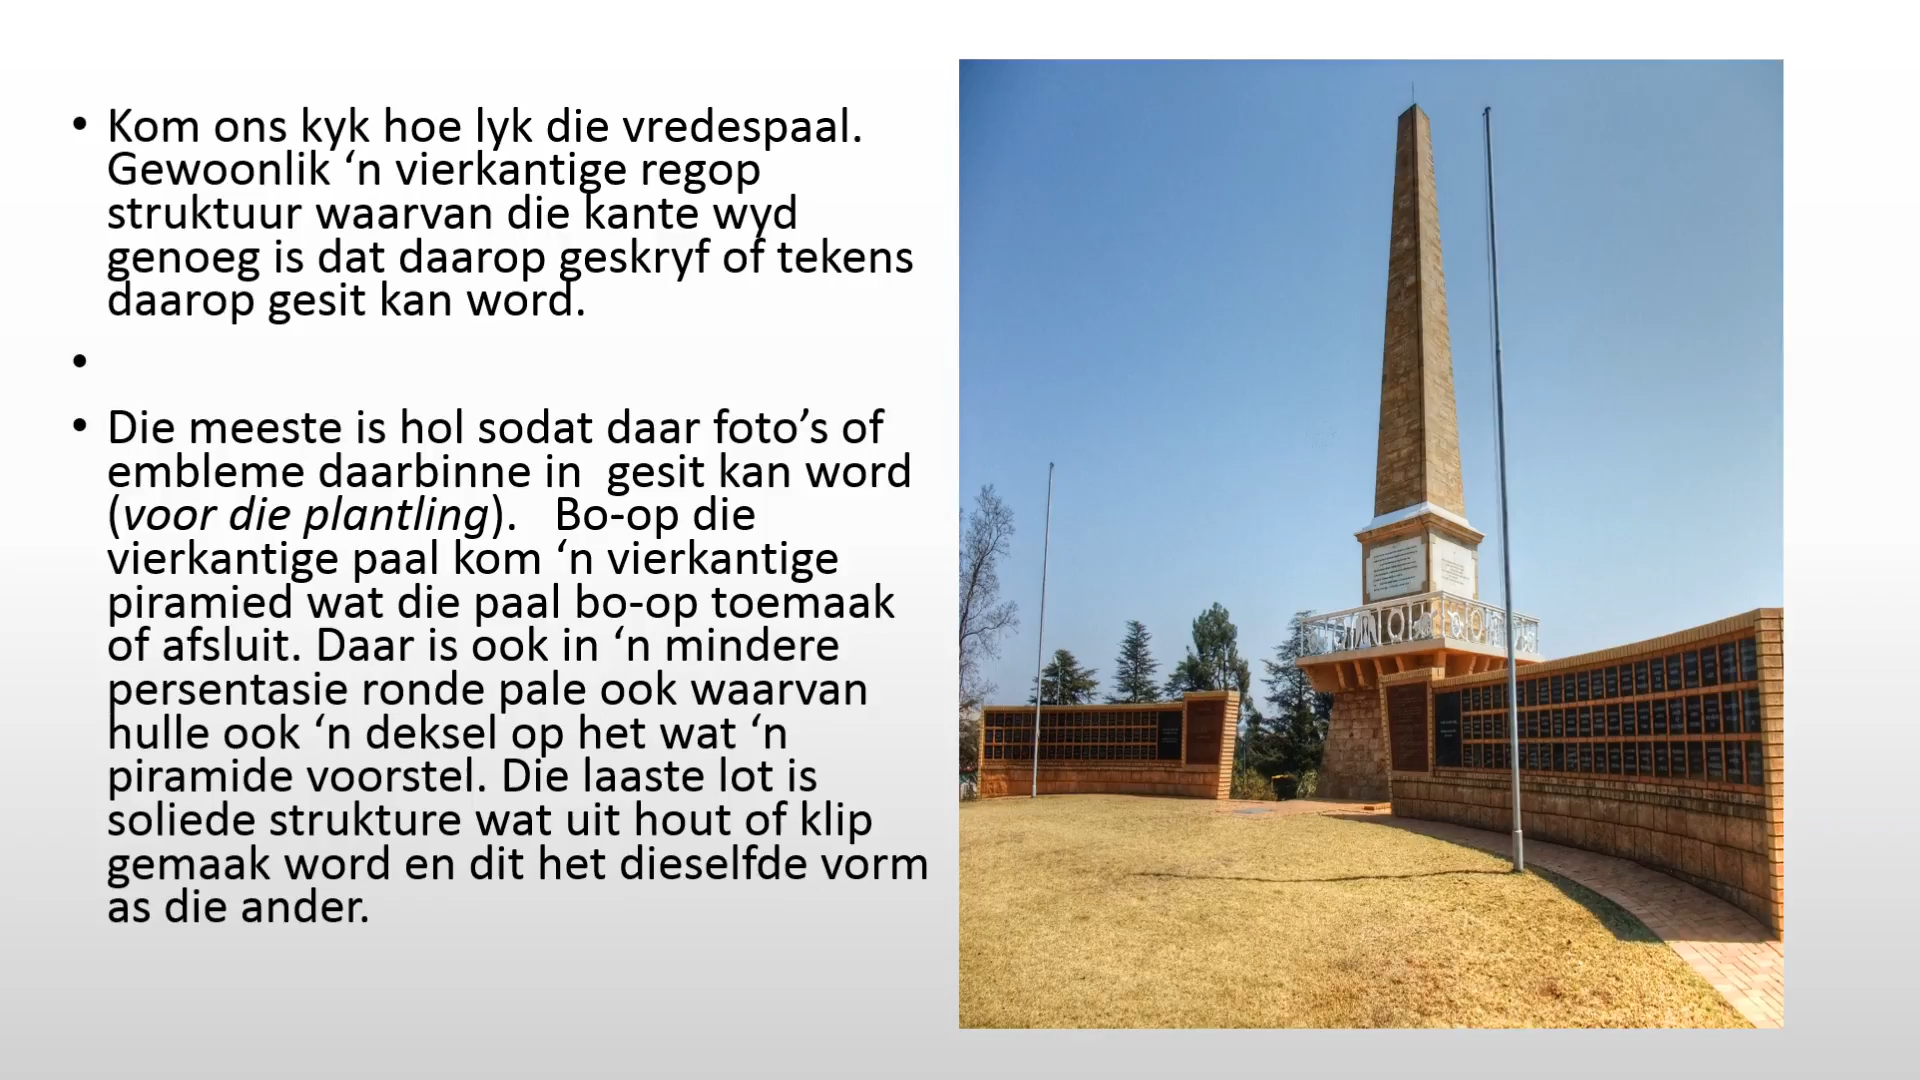 • Kom ons kyk hoe lyk die vredespaal.
Gewoonlik ‘n vierkantige regop
struktuur waarvan die kante wyd
genoeg is dat daarop geskryf of tekens
daarop gesit kan word.
•
• Die meeste is hol sodat daar foto’s of
embleme daarbinne in  gesit kan word
(voor die plantling).   Bo-op die
vierkantige paal kom ‘n vierkantige
piramied wat die paal bo-op toemaak
of afsluit. Daar is ook in ‘n mindere
persentasie ronde pale ook waarvan
hulle ook ‘n deksel op het wat ‘n
piramide voorstel. Die laaste lot is
soliede strukture wat uit hout of klip
gemaak word en dit het dieselfde vorm
as die ander.